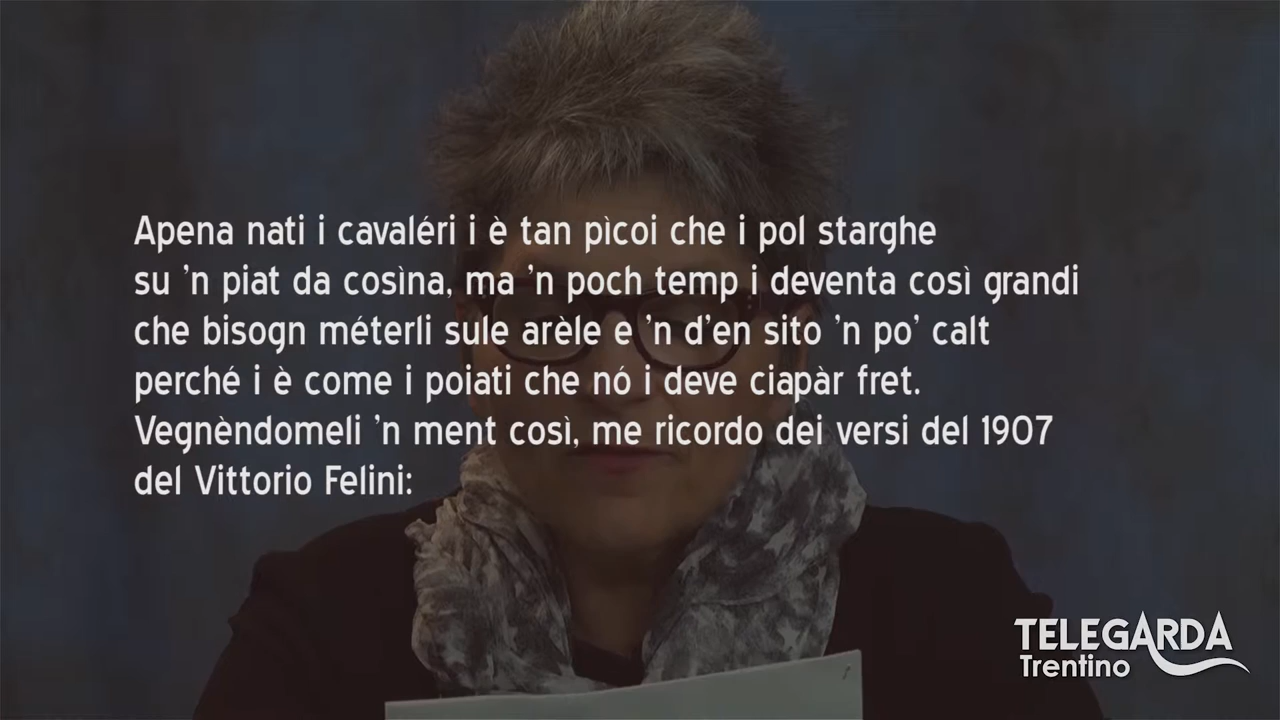 Apena nati i cavaléri i è tan pìcoi che i pol starghe
su 'n piat da cosìna, ma 'n poch temp i deventa così grandi
che bisogn méterli sule arèle e 'n d'en sito 'n po' calt
perché i è come i poiati che nó i deve ciapàr fret.
Vegnèndomeli 'n ment così, me ricordo dei versi del 1907
del Vittorio Felini:
TELEGARDA
Trentino